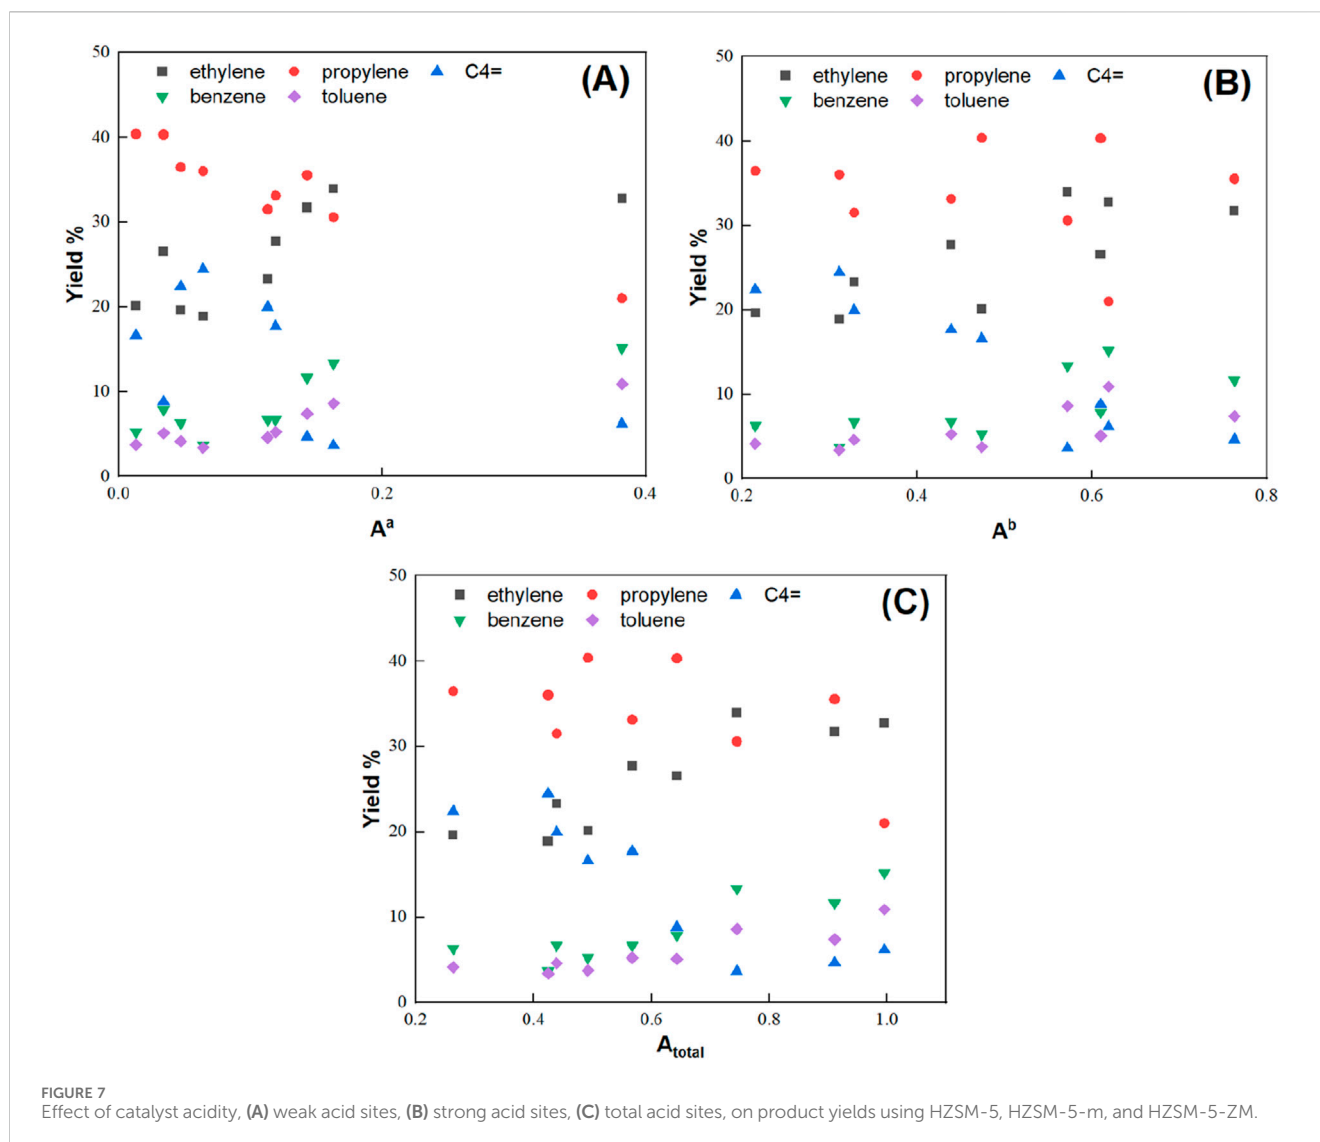 50
40
30
20
10
0
Yield %
ethylene propylene C4=
benzene toluene
(A)
0.0 0.2 0.4
Aᵃ
50
40
30
20
10
0
Yield %
ethylene propylene C4=
benzene toluene
(B)
0.2 0.4 0.6 0.8
Aᵇ
50
40
30
20
10
0
Yield %
ethylene propylene C4=
benzene toluene
(C)
0.2 0.4 0.6 0.8 1.0
Atotal
FIGURE 7
Effect of catalyst acidity, (A) weak acid sites, (B) strong acid sites, (C) total acid sites, on product yields using HZSM-5, HZSM-5-m, and HZSM-5-ZM.